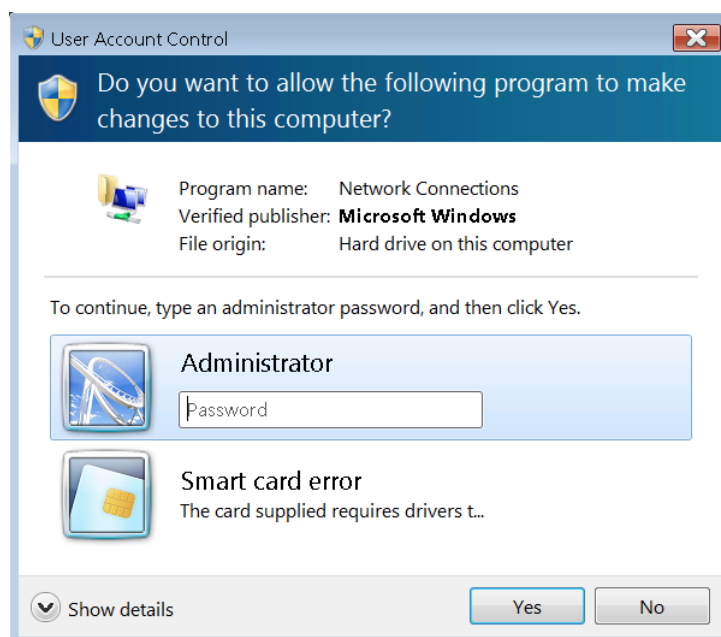 User Account Control
Do you want to allow the following program to make
changes to this computer?
Program name: Network Connections
Verified publisher: Microsoft Windows
File origin: Hard drive on this computer
To continue, type an administrator password, and then click Yes.
Administrator
Password
Smart card error
The card supplied requires drivers t...
Show details
Yes
No